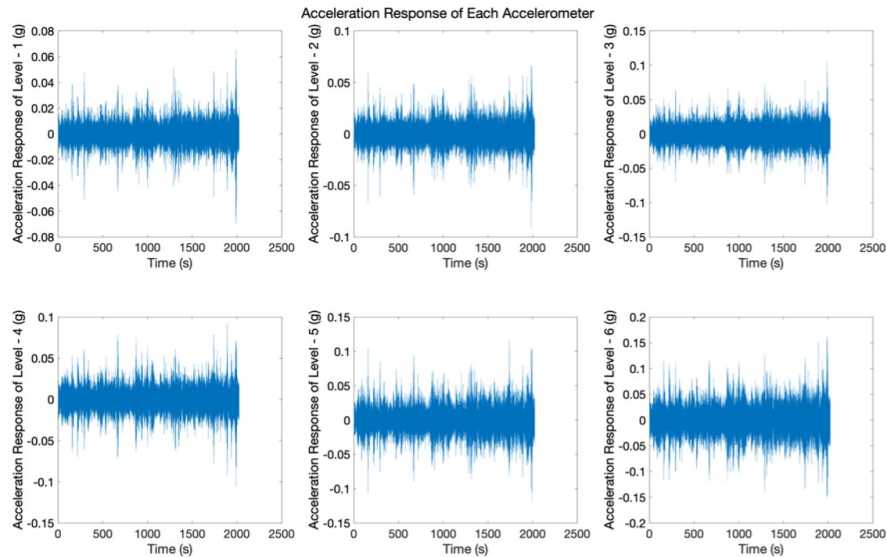 Acceleration Response of Each Accelerometer
Acceleration Response of Level - 1 (g)
0.08
0.06
0.04
0.02
0
-0.02
-0.04
-0.06
-0.08
0 500 1000 1500 2000 2500
Time (s)
Acceleration Response of Level - 2 (g)
0.1
0.05
0
-0.05
-0.1
0 500 1000 1500 2000 2500
Time (s)
Acceleration Response of Level - 3 (g)
0.15
0.1
0.05
0
-0.05
-0.1
-0.15
0 500 1000 1500 2000 2500
Time (s)
Acceleration Response of Level - 4 (g)
0.1
0.05
0
-0.05
-0.1
-0.15
0 500 1000 1500 2000 2500
Time (s)
Acceleration Response of Level - 5 (g)
0.15
0.1
0.05
0
-0.05
-0.1
-0.15
0 500 1000 1500 2000 2500
Time (s)
Acceleration Response of Level - 6 (g)
0.2
0.15
0.1
0.05
0
-0.05
-0.1
-0.15
-0.2
0 500 1000 1500 2000 2500
Time (s)